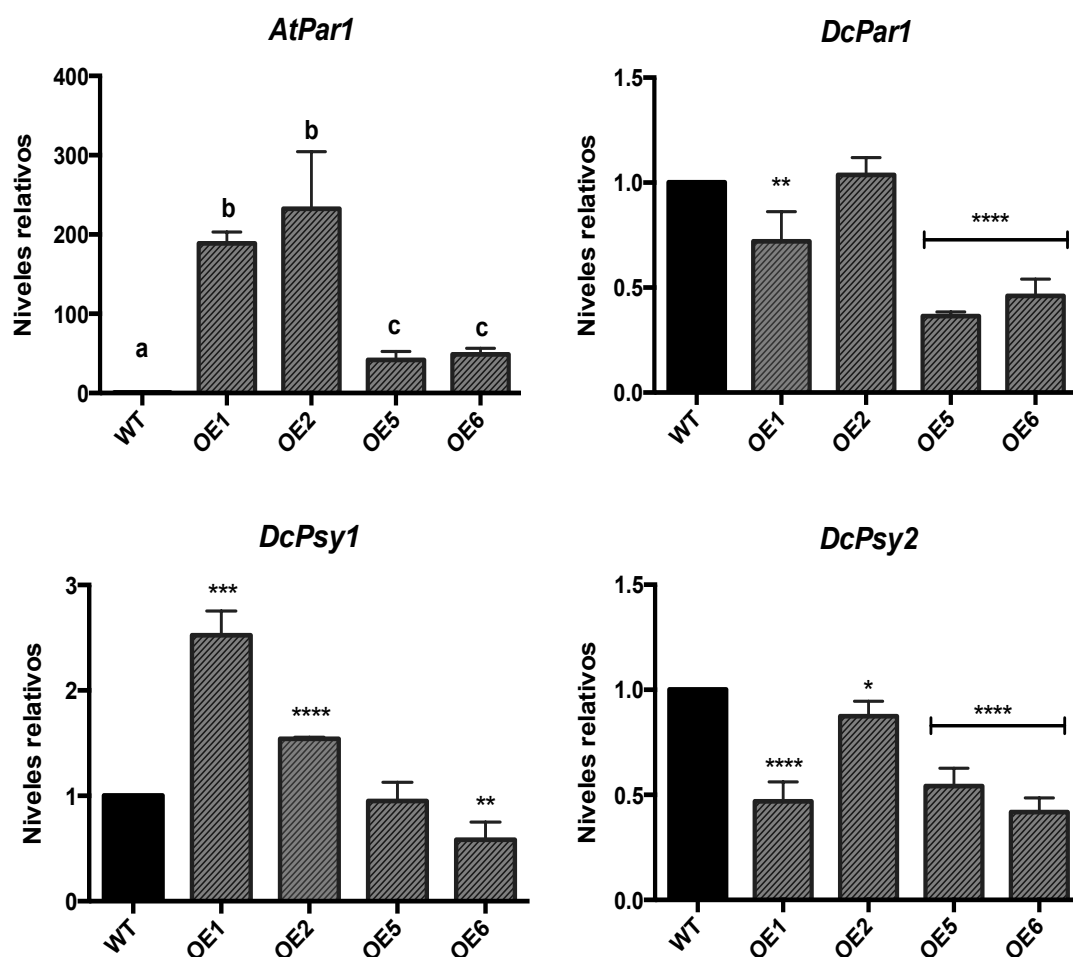 AtPar1
Niveles relativos
400
300
200
100
0
a
b
b
c
c
WT
OE1
OE2
OE5
OE6
DcPar1
Niveles relativos
1.5
1.0
0.5
0.0
**
****
WT
OE1
OE2
OE5
OE6
DcPsy1
Niveles relativos
3
2
1
0
***
****
**
WT
OE1
OE2
OE5
OE6
DcPsy2
Niveles relativos
1.5
1.0
0.5
0.0
****
*
****
WT
OE1
OE2
OE5
OE6